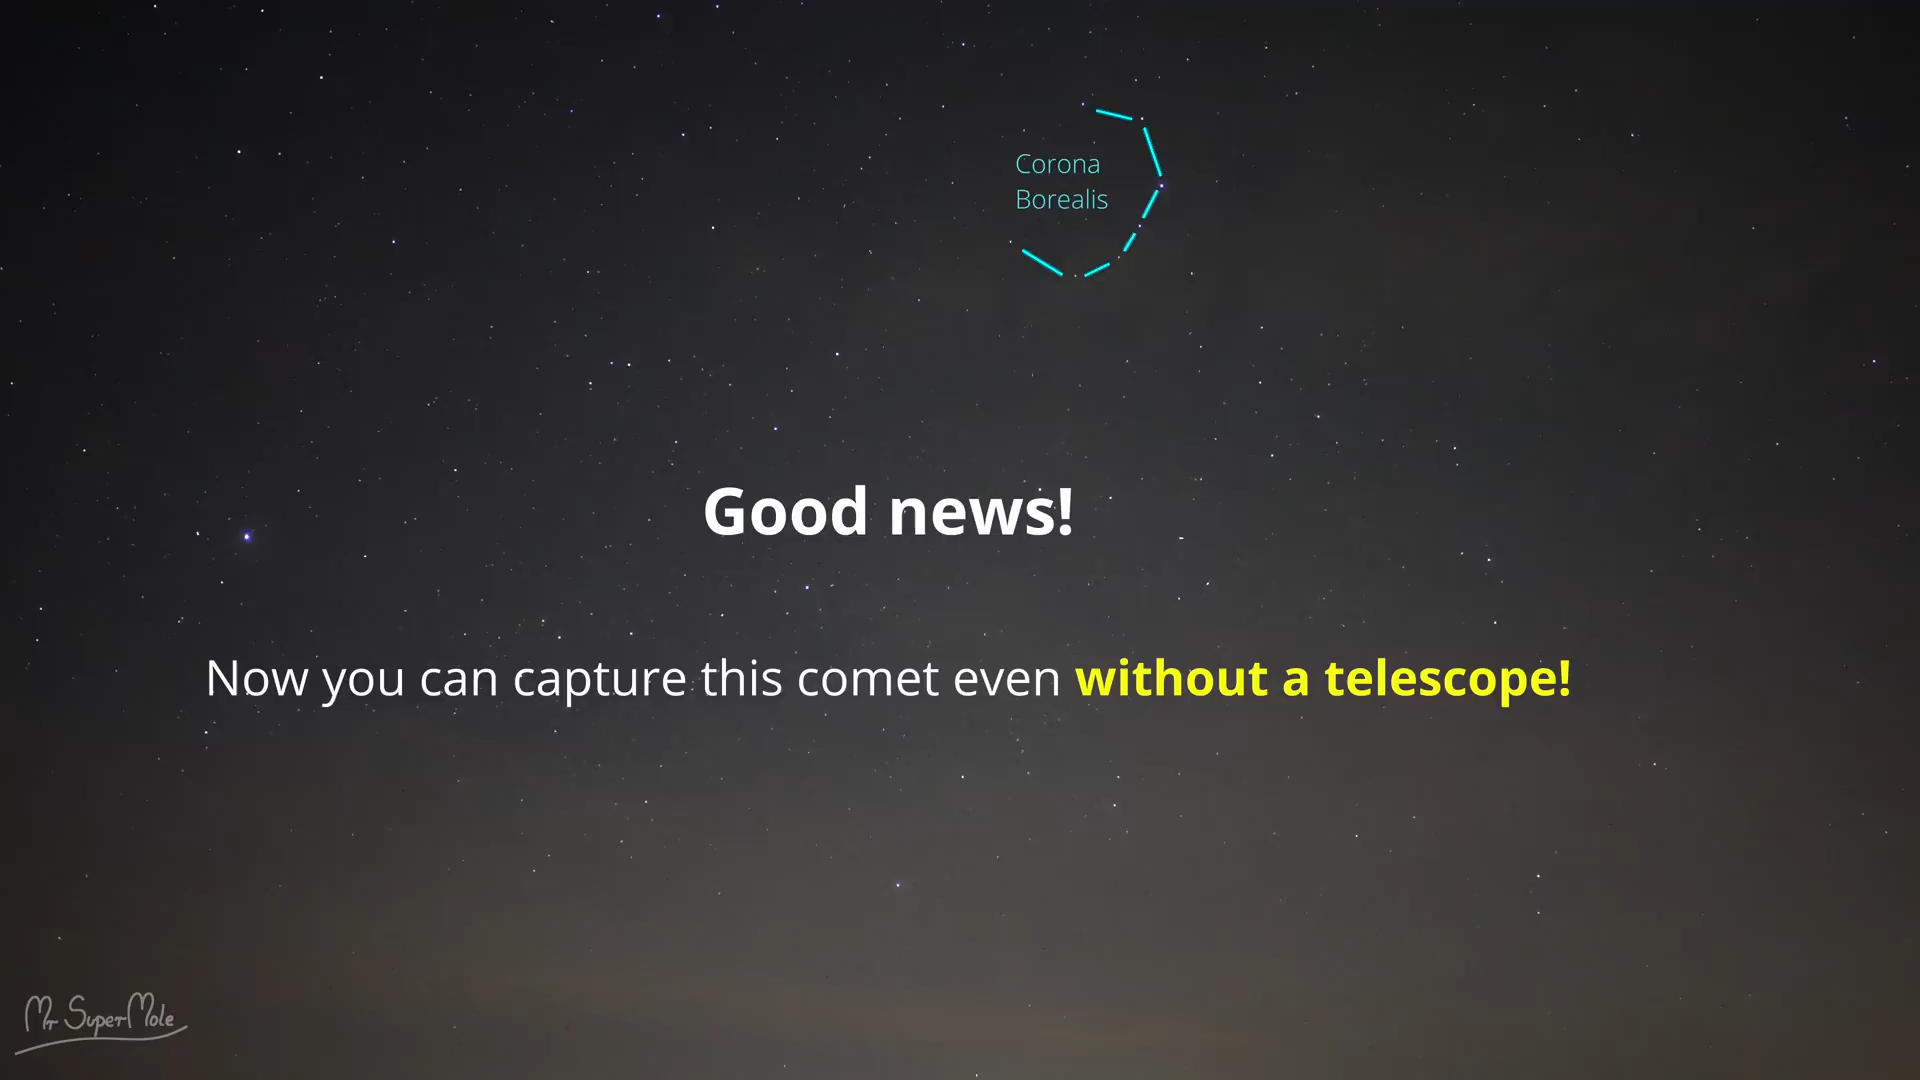 Corona
Borealis
Good news!
Now you can capture this comet even without a telescope!
Mr SuperMole